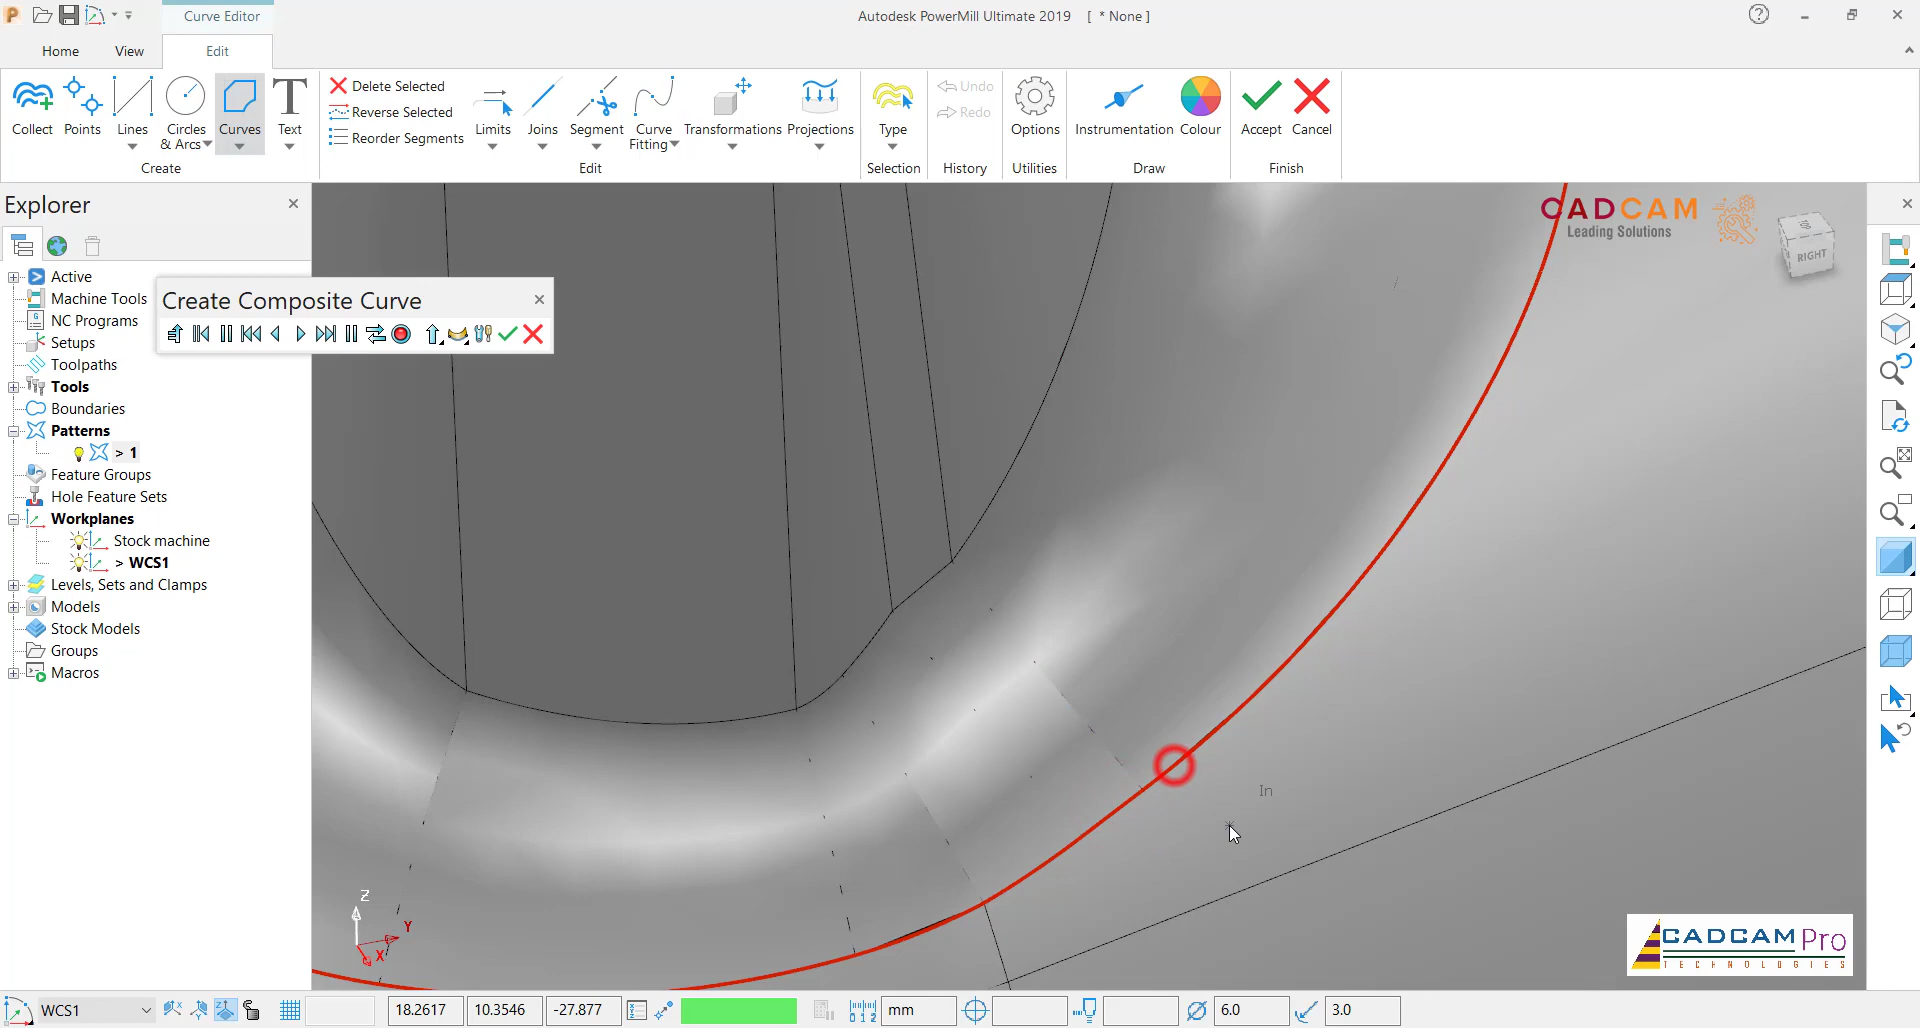 Curve Editor
Autodesk PowerMill Ultimate 2019 [ * None ]
Home
View
Edit
Collect
Points
Lines
Circles
& Arcs
Curves
Text
Create
Delete Selected
Reverse Selected
Reorder Segments
Limits
Joins
Segment
Curve
Fitting
Transformations
Projections
Edit
Type
Selection
Undo
Redo
History
Options
Utilities
Instrumentation
Colour
Draw
Accept
Cancel
Finish
Explorer
Active
Machine Tools
NC Programs
Setups
Toolpaths
Tools
Boundaries
Patterns
> 1
Feature Groups
Hole Feature Sets
Workplanes
Stock machine
> WCS1
Levels, Sets and Clamps
Models
Stock Models
Groups
Macros
Create Composite Curve
CADCAM
Leading Solutions
RIGHT
In
Z
Y
X
CADCAM Pro
TECHNOLOGIES
WCS1
18.2617
10.3546
-27.877
mm
6.0
3.0